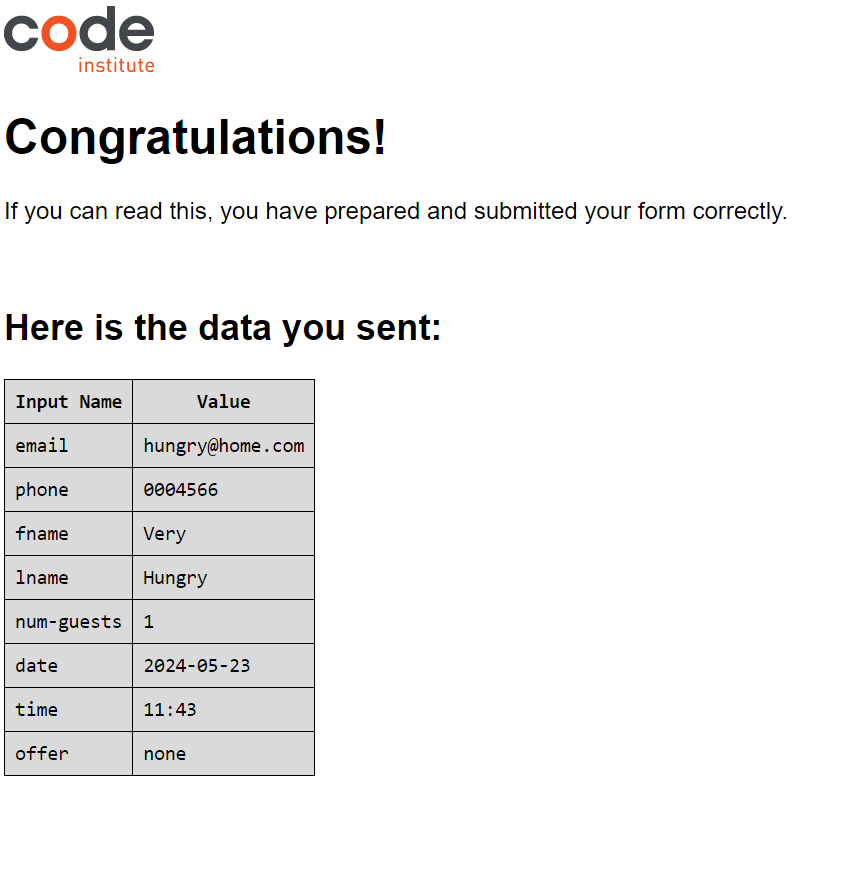 code
institute
Congratulations!
If you can read this, you have prepared and submitted your form correctly.
Here is the data you sent:
Input Name Value
email hungry@home.com
phone 0004566
fname Very
lname Hungry
num-guests 1
date 2024-05-23
time 11:43
offer none